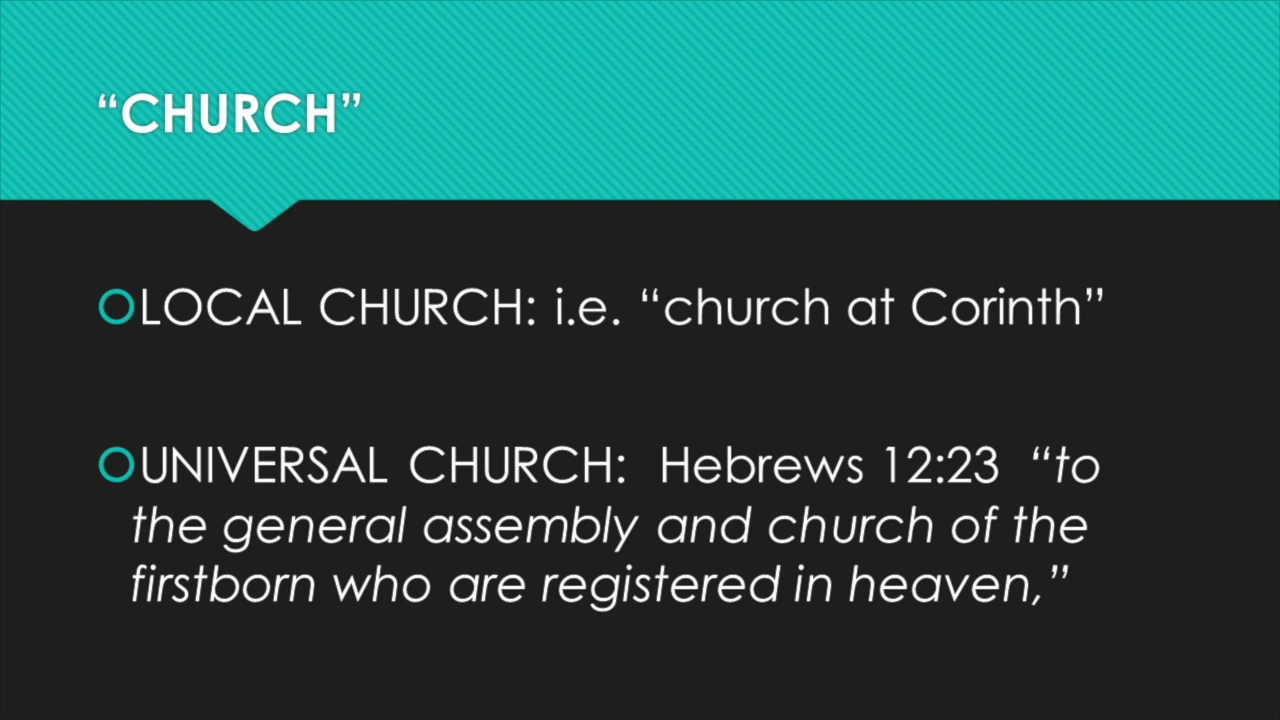 “CHURCH”
LOCAL CHURCH: i.e. “church at Corinth”
UNIVERSAL CHURCH:  Hebrews 12:23  “to
the general assembly and church of the
firstborn who are registered in heaven,”